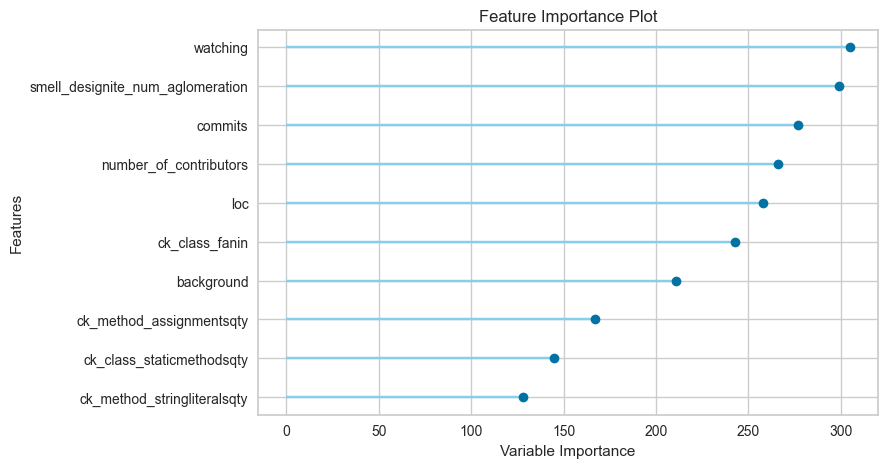 Feature Importance Plot
watching
smell_designite_num_aglomeration
commits
number_of_contributors
loc
ck_class_fanin
background
ck_method_assignmentsqty
ck_class_staticmethodsqty
ck_method_stringliteralsqty
Features
0 50 100 150 200 250 300
Variable Importance